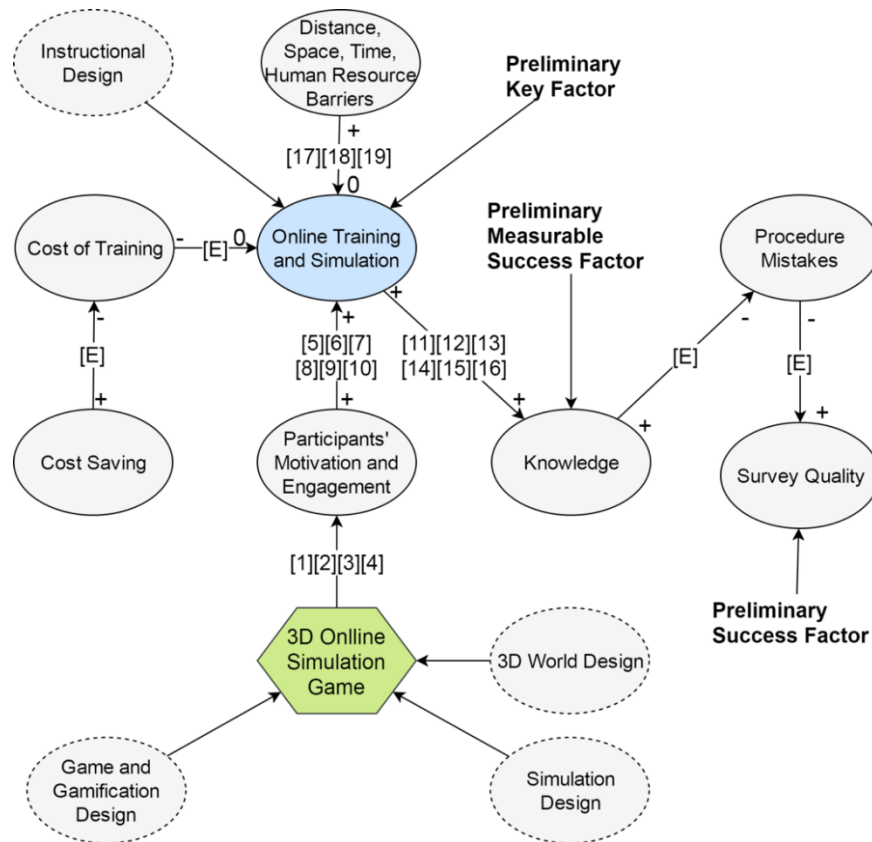 Instructional
Design
Distance,
Space, Time,
Human Resource
Barriers
Preliminary
Key Factor
+
[17][18][19]
0
Cost of Training
-
[E]
0
Online Training
and Simulation
Preliminary
Measurable
Success Factor
Procedure
Mistakes
-
[E]
+
+
[5][6][7]
[8][9][10]
+
+
[11][12][13]
[14][15][16]
+
-
[E]
+
-
[E]
+
Cost Saving
Participants'
Motivation and
Engagement
Knowledge
Survey Quality
[1][2][3][4]
Preliminary
Success Factor
3D Onlline
Simulation
Game
3D World Design
Game and
Gamification
Design
Simulation
Design